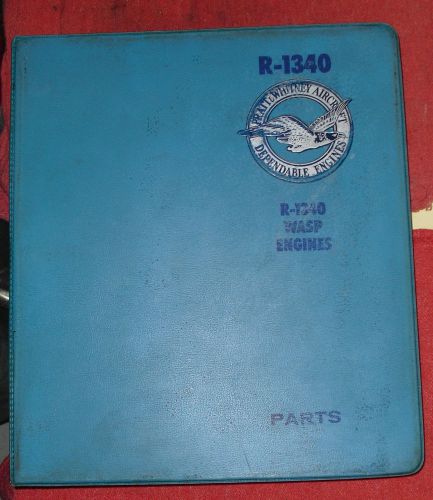 R-1340
PRATT & WHITNEY AIRCRAFT
DEPENDABLE ENGINES
R-1340
WASP
ENGINES
PARTS